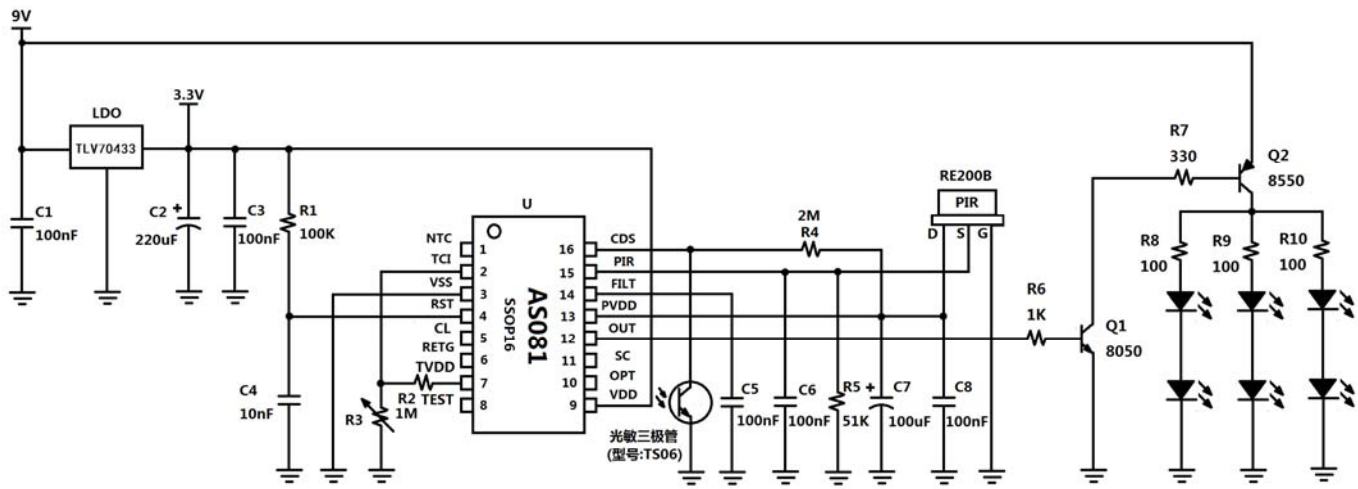 9V
LDO
TLV70433
3.3V
C1
100nF
C2
+
220uF
C3
100nF
R1
100K
C4
10nF
R3
R2
1M
U
NTC
TCI
VSS
RST
CL
RETG
TVDD
TEST
1
2
3
4
5
6
7
8
AS081
SSOP16
16
15
14
13
12
11
10
9
CDS
PIR
FILT
PVDD
OUT
SC
OPT
VDD
2M
R4
RE200B
PIR
D
S
G
光敏三极管
(型号:TS06)
C5
100nF
C6
100nF
R5
51K
+
C7
100uF
C8
100nF
R6
1K
Q1
8050
R7
330
Q2
8550
R8
100
R9
100
R10
100